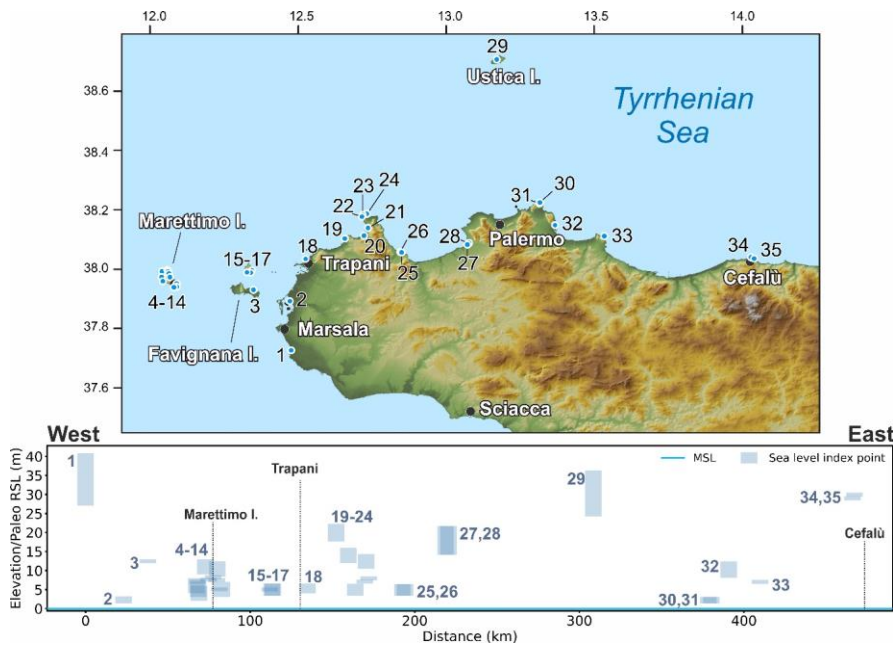 12.0 12.5 13.0 13.5 14.0
29
Ustica I.
38.6
Tyrrhenian
Sea
38.4
23 24
22 21 26 31 30
38.2
Marettimo I.
19 28 32
15-17 18 20 Palermo 33 34 35
Trapani 25 27
38.0
4-14 3 2 Cefalù
37.8
Marsala
Favignana I. 1
37.6
Sciacca
West East
Elevation/Paleo RSL (m)
40
35
30
25
20
15
10
5
0
1
Trapani
29
MSL Sea level index point
34,35
Marettimo I.
19-24
27,28
Cefalù
4-14
3
15-17
18
32
33
2
25,26
30,31
0 100 200 300 400
Distance (km)